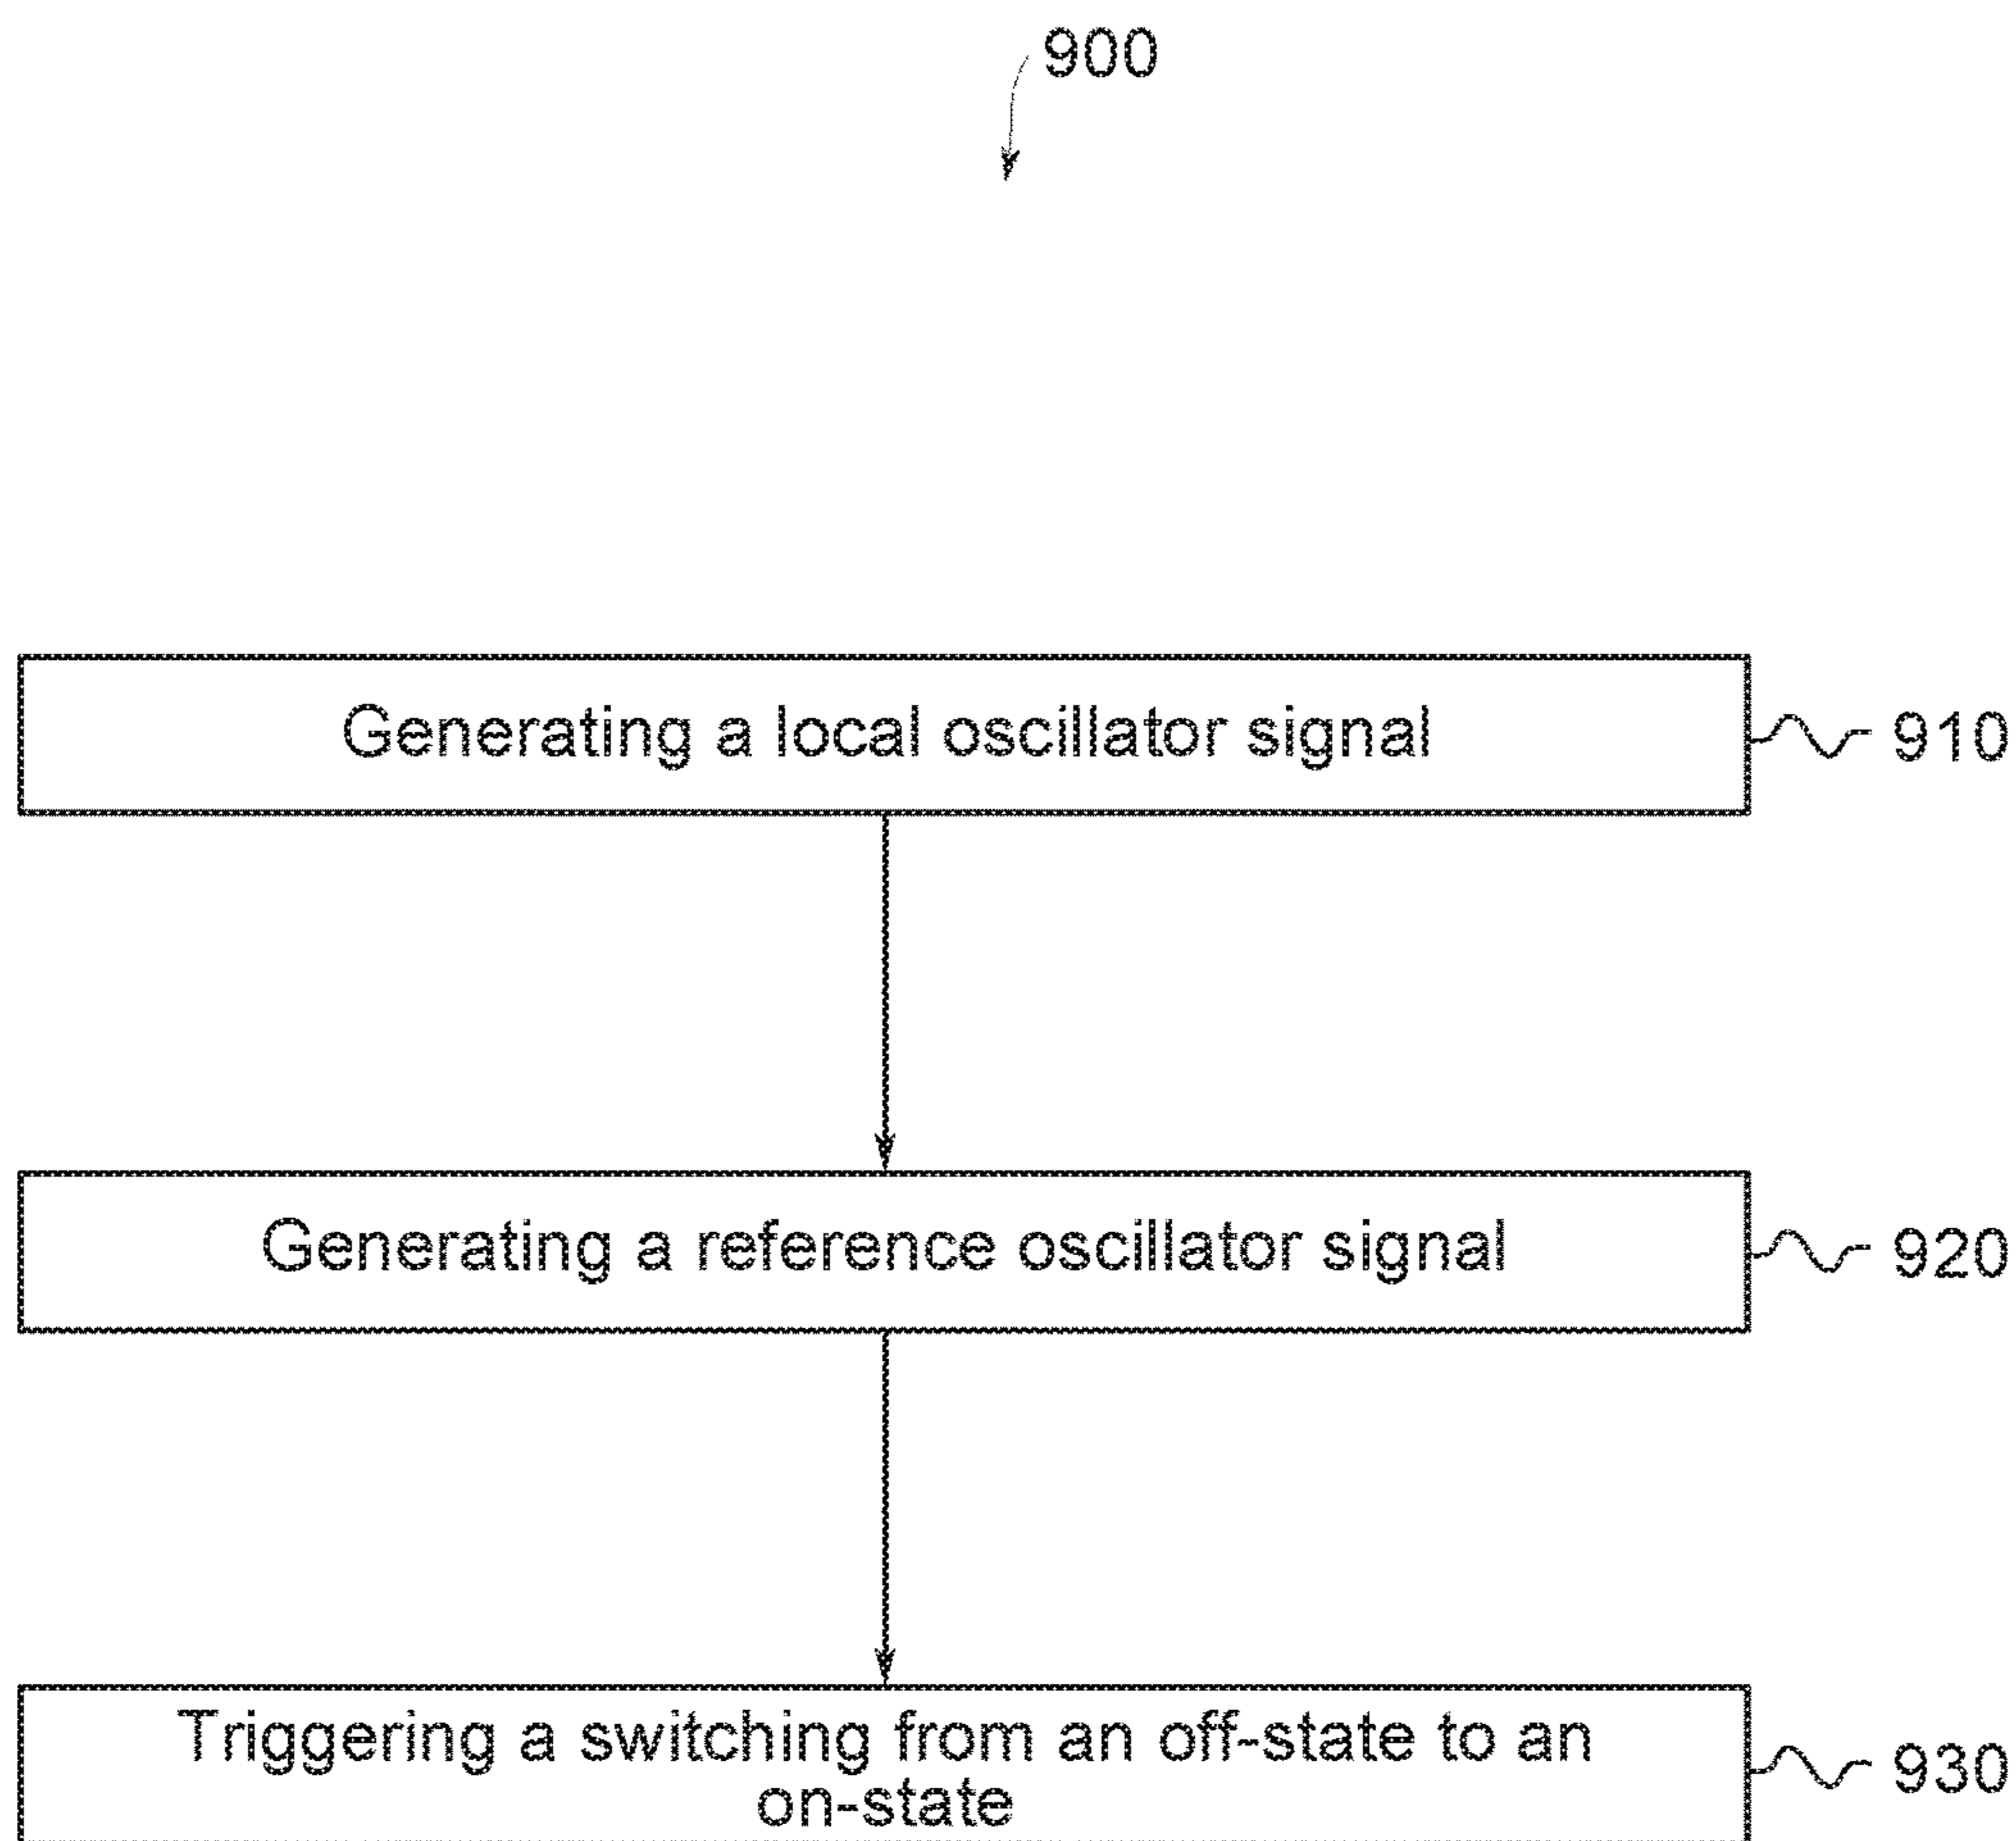 900
Generating a local oscillator signal
910
Generating a reference oscillator signal
920
Triggering a switching from an off-state to an
on-state
930